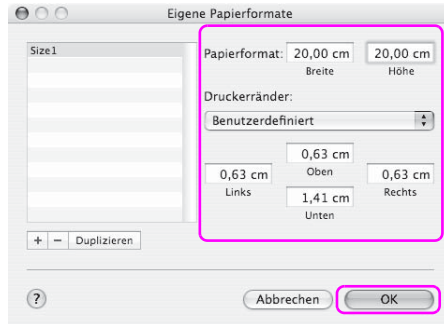 Eigene Papierformate
Size1
Papierformat: 20,00 cm 20,00 cm
Breite Höhe
Druckerränder:
Benutzerdefiniert
0,63 cm
Oben
0,63 cm 0,63 cm
Links Rechts
1,41 cm
Unten
+ − Duplizieren
? Abbrechen OK